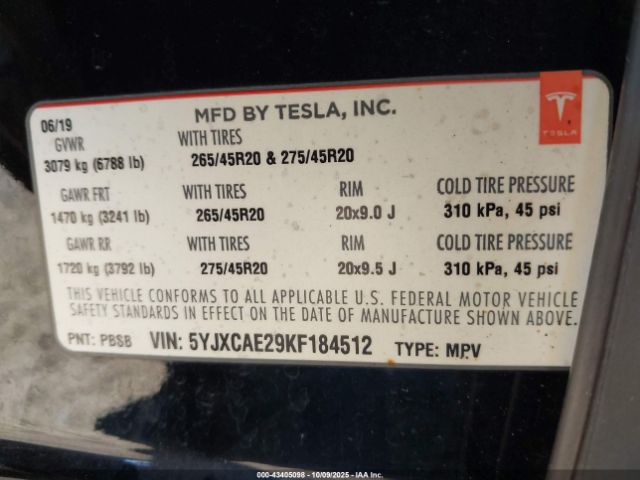 MFD BY TESLA, INC.
TESLA
06/19
GVWR WITH TIRES
3079 kg (6788 lb) 265/45R20 & 275/45R20
GAWR FRT WITH TIRES RIM COLD TIRE PRESSURE
1470 kg (3241 lb) 265/45R20 20x9.0 J 310 kPa, 45 psi
GAWR RR WITH TIRES RIM COLD TIRE PRESSURE
1720 kg (3792 lb) 275/45R20 20x9.5 J 310 kPa, 45 psi
THIS VEHICLE CONFORMS TO ALL APPLICABLE U.S. FEDERAL MOTOR VEHICLE
SAFETY STANDARDS IN EFFECT ON THE DATE OF MANUFACTURE SHOWN ABOVE.
PNT: PBSB VIN: 5YJXCAE29KF184512 TYPE: MPV
000-43405098 - 10/09/2025 - IAA Inc.